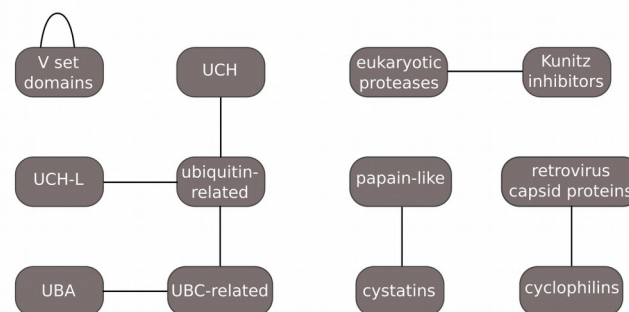 V set
domains
UCH
eukaryotic
proteases
Kunitz
inhibitors
UCH-L
ubiquitin-
related
papain-like
retrovirus
capsid proteins
UBA
UBC-related
cystatins
cyclophilins